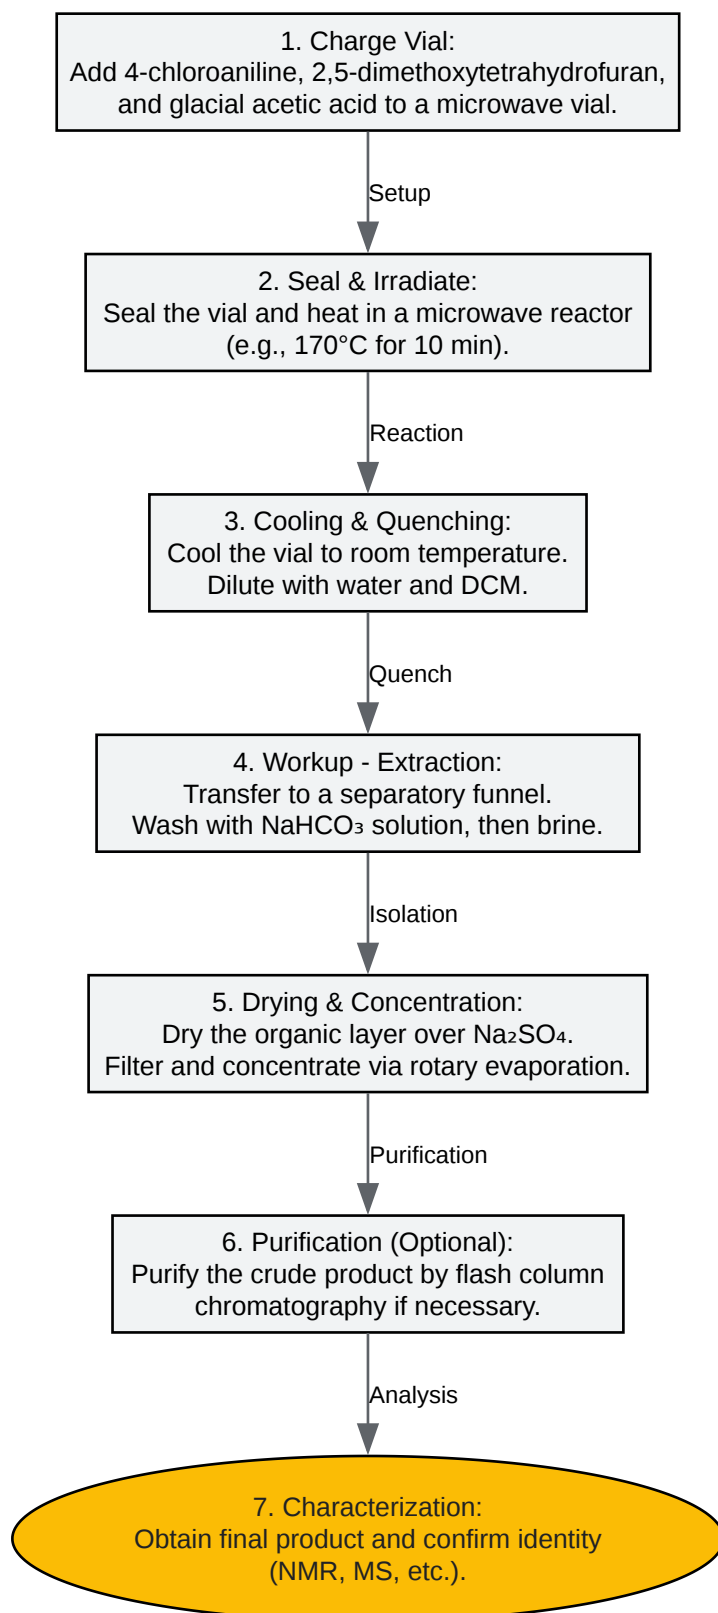 1. Charge Vial:
Add 4-chloroaniline, 2,5-dimethoxytetrahydrofuran,
and glacial acetic acid to a microwave vial.
Setup
2. Seal & Irradiate:
Seal the vial and heat in a microwave reactor
(e.g., 170°C for 10 min).
Reaction
3. Cooling & Quenching:
Cool the vial to room temperature.
Dilute with water and DCM.
Quench
4. Workup - Extraction:
Transfer to a separatory funnel.
Wash with NaHCO₃ solution, then brine.
Isolation
5. Drying & Concentration:
Dry the organic layer over Na₂SO₄.
Filter and concentrate via rotary evaporation.
Purification
6. Purification (Optional):
Purify the crude product by flash column
chromatography if necessary.
Analysis
7. Characterization:
Obtain final product and confirm identity
(NMR, MS, etc.).